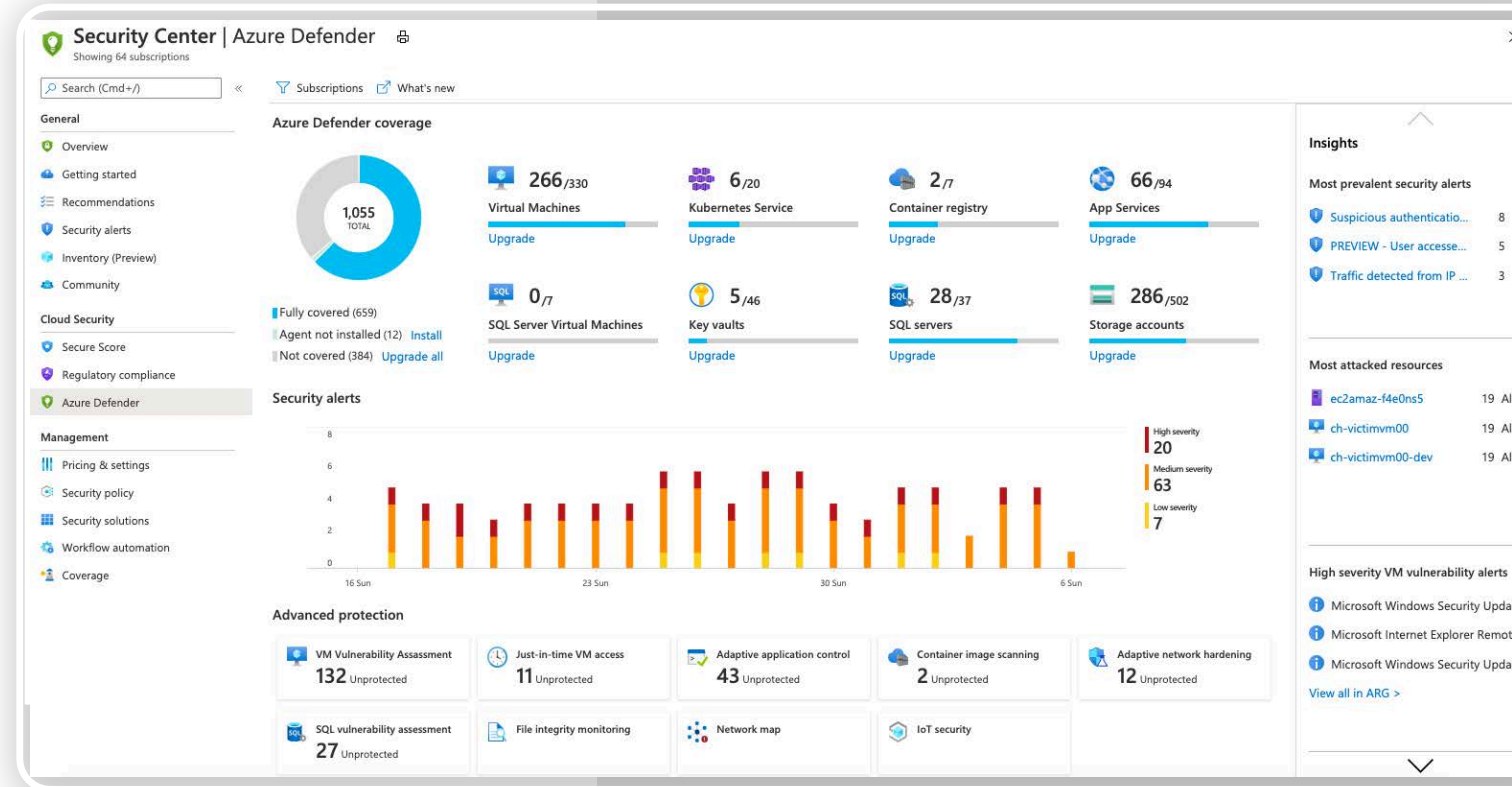 Security Center | Azure Defender
Showing 64 subscriptions
Search (Cmd+/)
«
General
Overview
Getting started
Recommendations
Security alerts
Inventory (Preview)
Community
Cloud Security
Secure Score
Regulatory compliance
Azure Defender
Management
Pricing & settings
Security policy
Security solutions
Workflow automation
Coverage
Subscriptions What's new
Azure Defender coverage
1,055
TOTAL
Fully covered (659)
Agent not installed (12) Install
Not covered (384) Upgrade all
266/330
Virtual Machines
Upgrade
6/20
Kubernetes Service
Upgrade
2/7
Container registry
Upgrade
66/94
App Services
Upgrade
SQL
0/7
SQL Server Virtual Machines
Upgrade
5/46
Key vaults
Upgrade
SQL
28/37
SQL servers
Upgrade
286/502
Storage accounts
Upgrade
Security alerts
8
6
4
2
0
16 Sun 23 Sun 30 Sun 6 Sun
High severity
20
Medium severity
63
Low severity
7
Advanced protection
VM Vulnerability Assassment
132 Unprotected
Just-in-time VM access
11 Unprotected
Adaptive application control
43 Unprotected
Container image scanning
2 Unprotected
Adaptive network hardening
12 Unprotected
SQL
SQL vulnerability assessment
27 Unprotected
File integrity monitoring
Network map
IoT security
Insights
Most prevalent security alerts
Suspicious authenticatio... 8
PREVIEW - User accesse... 5
Traffic detected from IP ... 3
Most attacked resources
ec2amaz-f4e0ns5 19 Al
ch-victimvm00 19 Al
ch-victimvm00-dev 19 Al
High severity VM vulnerability alerts
Microsoft Windows Security Upda
Microsoft Internet Explorer Remot
Microsoft Windows Security Upda
View all in ARG >